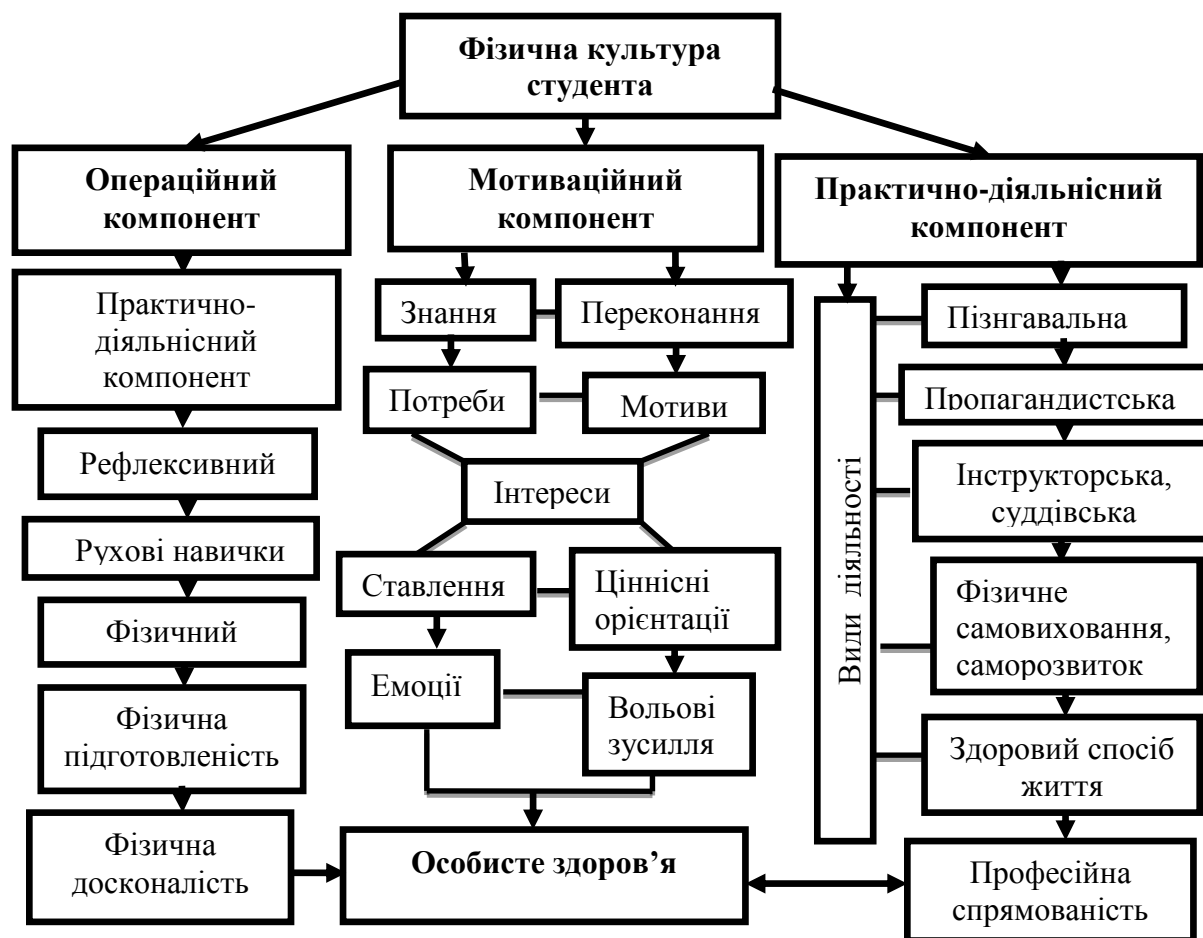 Фізична культура
студента
Операційний
компонент
Мотиваційний
компонент
Практично-діяльнісний
компонент
Практично-
діяльнісний
компонент
Рефлексивний
Рухові навички
Фізичний
Фізична
підготовленість
Фізична
досконалість
Знання
Переконання
Потреби
Мотиви
Інтереси
Ставлення
Ціннісні
орієнтації
Емоції
Вольові
зусилля
Особисте здоров’я
Види діяльності
Пізнгавальна
Пропагандистська
Інструкторська,
суддівська
Фізичне
самовиховання,
саморозвиток
Здоровий спосіб
життя
Професійна
спрямованість